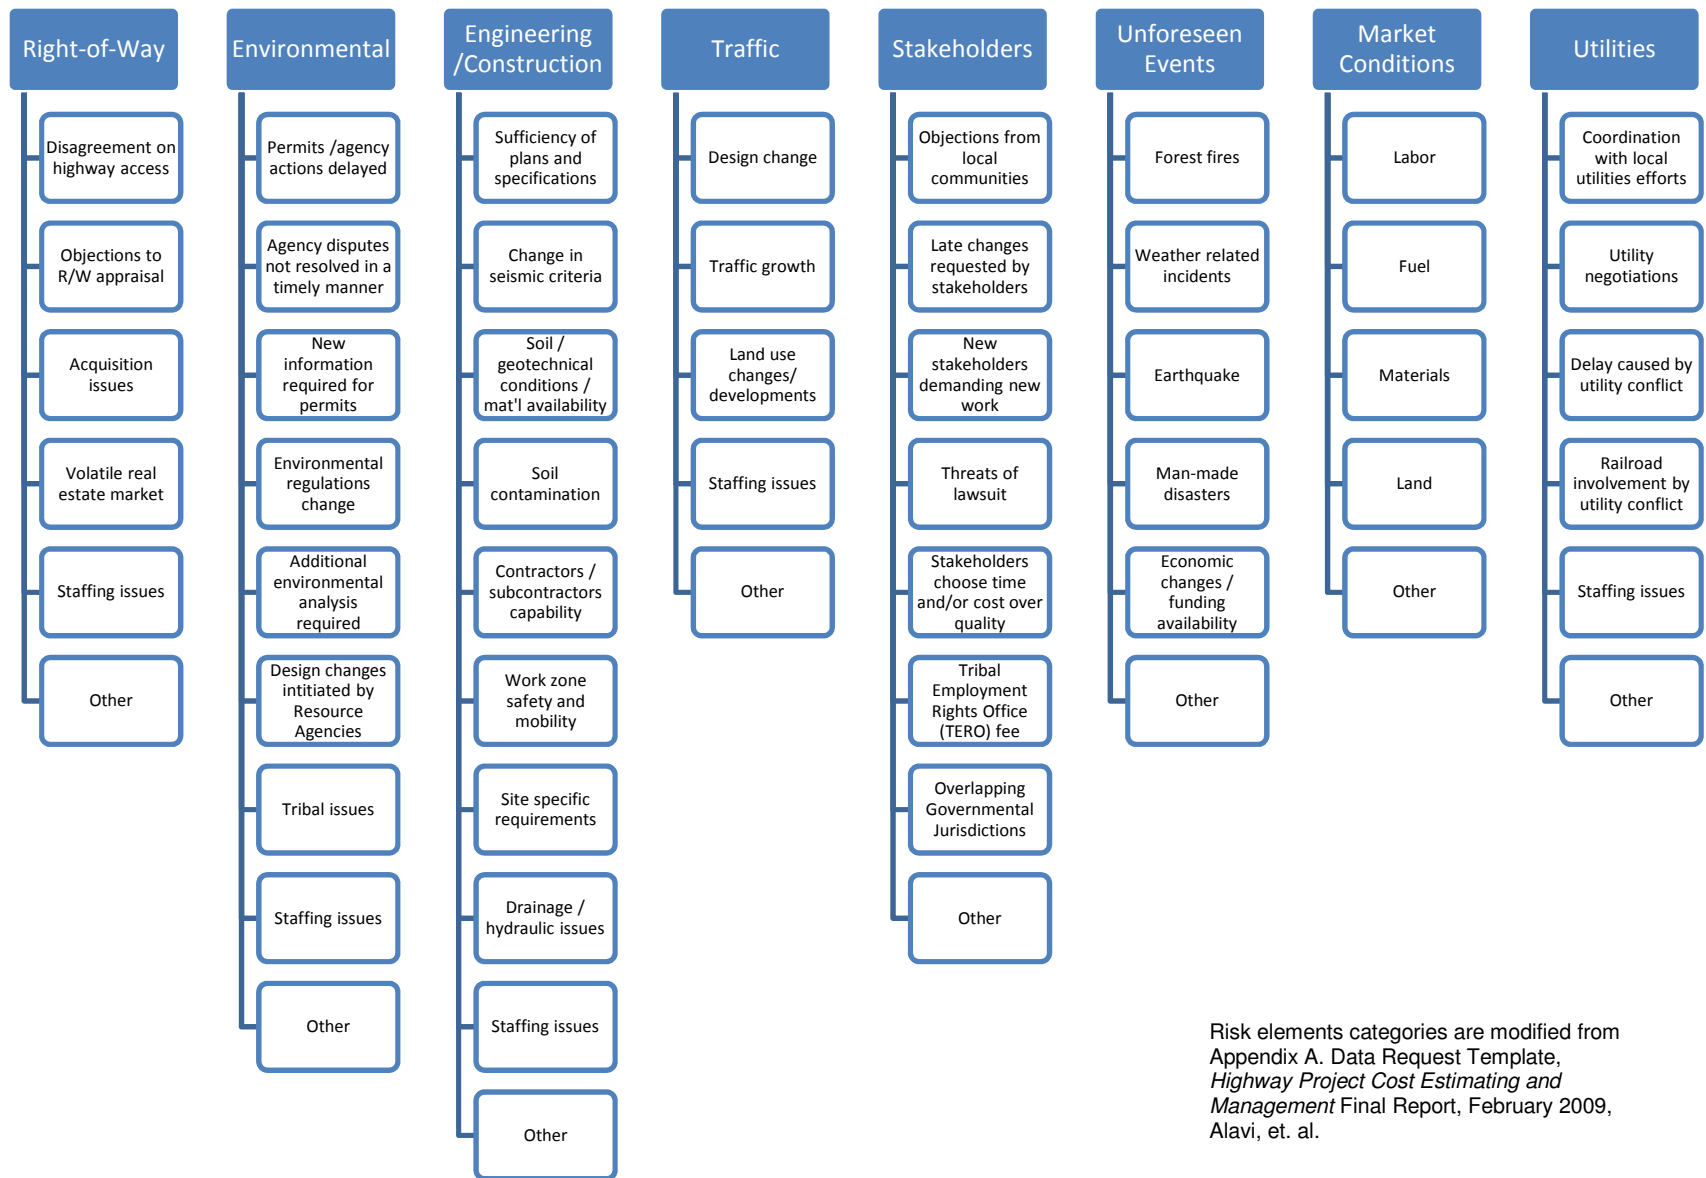 Right-of-Way
Disagreement on
highway access
Objections to
R/W appraisal
Acquisition
issues
Volatile real
estate market
Staffing issues
Other
Environmental
Permits /agency
actions delayed
Agency disputes
not resolved in a
timely manner
New
information
required for
permits
Environmental
regulations
change
Additional
environmental
analysis
required
Design changes
intitiated by
Resource
Agencies
Tribal issues
Staffing issues
Other
Engineering
/Construction
Sufficiency of
plans and
specifications
Change in
seismic criteria
Soil /
geotechnical
conditions /
mat'l availability
Soil
contamination
Contractors /
subcontractors
capability
Work zone
safety and
mobility
Site specific
requirements
Drainage /
hydraulic issues
Staffing issues
Other
Traffic
Design change
Traffic growth
Land use
changes/
developments
Staffing issues
Other
Stakeholders
Objections from
local
communities
Late changes
requested by
stakeholders
New
stakeholders
demanding new
work
Threats of
lawsuit
Stakeholders
choose time
and/or cost over
quality
Tribal
Employment
Rights Office
(TERO) fee
Overlapping
Governmental
Jurisdictions
Other
Unforeseen
Events
Forest fires
Weather related
incidents
Earthquake
Man-made
disasters
Economic
changes /
funding
availability
Other
Market
Conditions
Labor
Fuel
Materials
Land
Other
Utilities
Coordination
with local
utilities efforts
Utility
negotiations
Delay caused by
utility conflict
Railroad
involvement by
utility conflict
Staffing issues
Other
Risk elements categories are modified from
Appendix A. Data Request Template,
Highway Project Cost Estimating and
Management Final Report, February 2009,
Alavi, et. al.